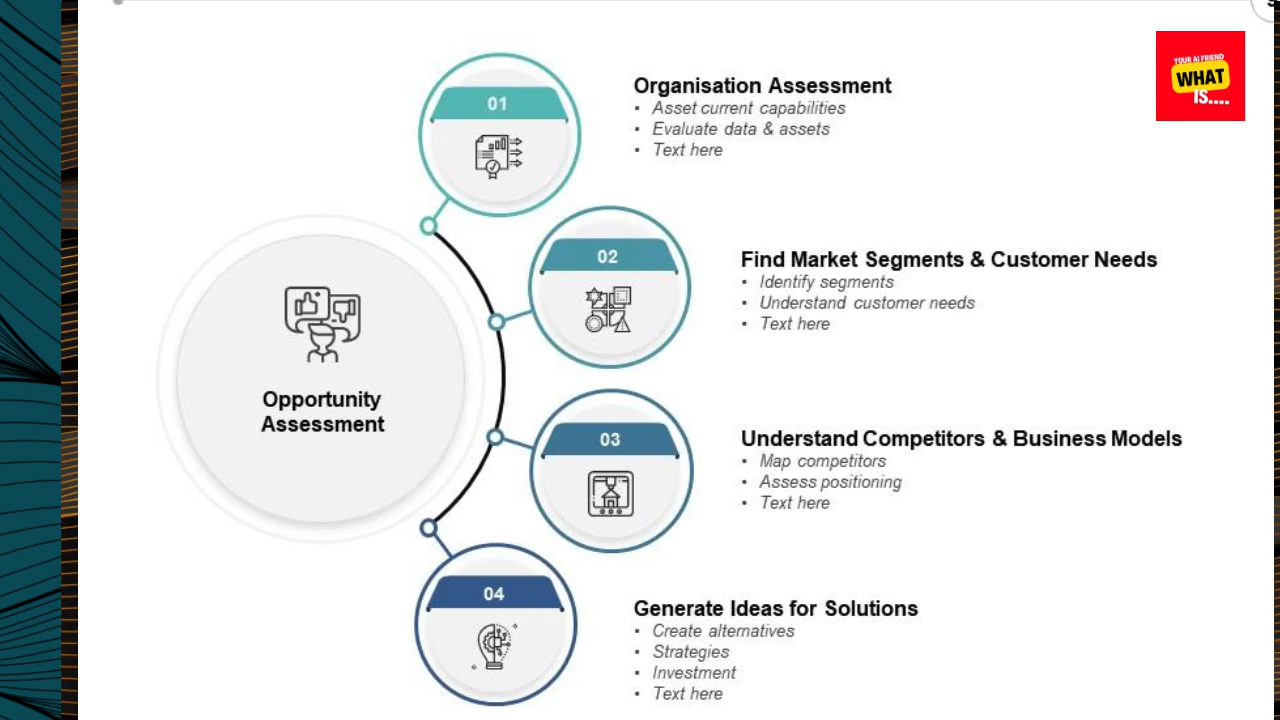 YOUR AI FRIEND
WHAT
IS....
01
Organisation Assessment
• Asset current capabilities
• Evaluate data & assets
• Text here
02
Find Market Segments & Customer Needs
• Identify segments
• Understand customer needs
• Text here
Opportunity
Assessment
03
Understand Competitors & Business Models
• Map competitors
• Assess positioning
• Text here
04
Generate Ideas for Solutions
• Create alternatives
• Strategies
• Investment
• Text here